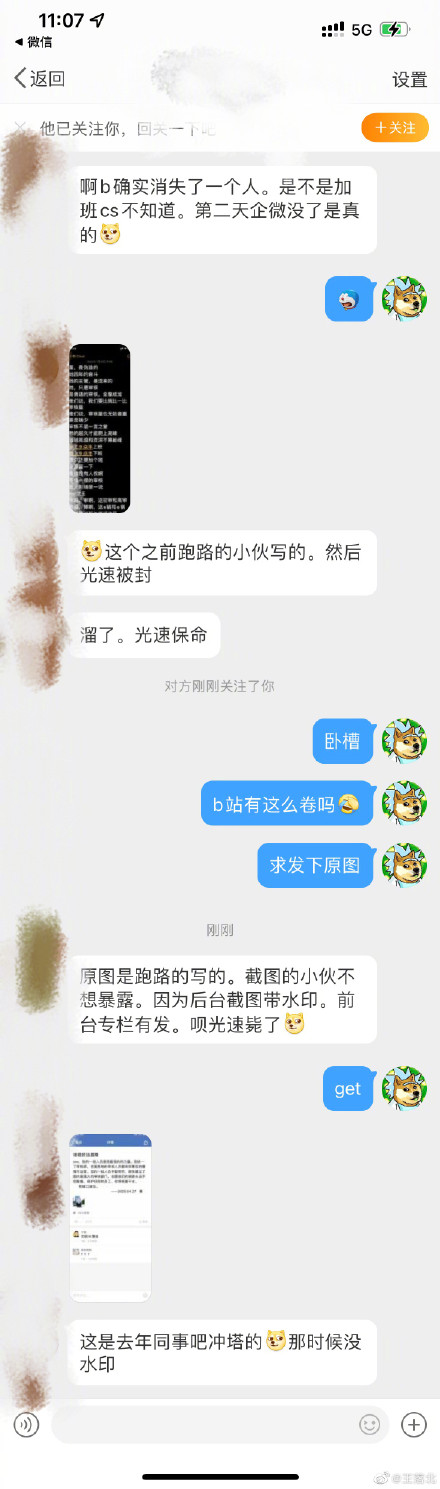 11:07
5G
微信
返回
设置
他已关注你，回关一下吧
+关注
啊b确实消失了一个人。是不是加
班cs不知道。第二天企微没了是真
的
这个之前跑路的小伙写的。然后
光速被封
溜了。光速保命
对方刚刚关注了你
卧槽
b站有这么卷吗
求发下原图
刚刚
原图是跑路的写的。截图的小伙不
想暴露。因为后台截图带水印。前
台专栏有发。呗光速毙了
get
这是去年同事吧冲塔的那时候没
水印